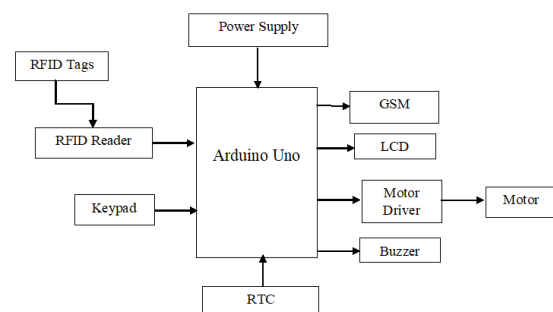 Power Supply
RFID Tags
GSM
RFID Reader
Arduino Uno
LCD
Keypad
Motor
Driver
Motor
Buzzer
RTC